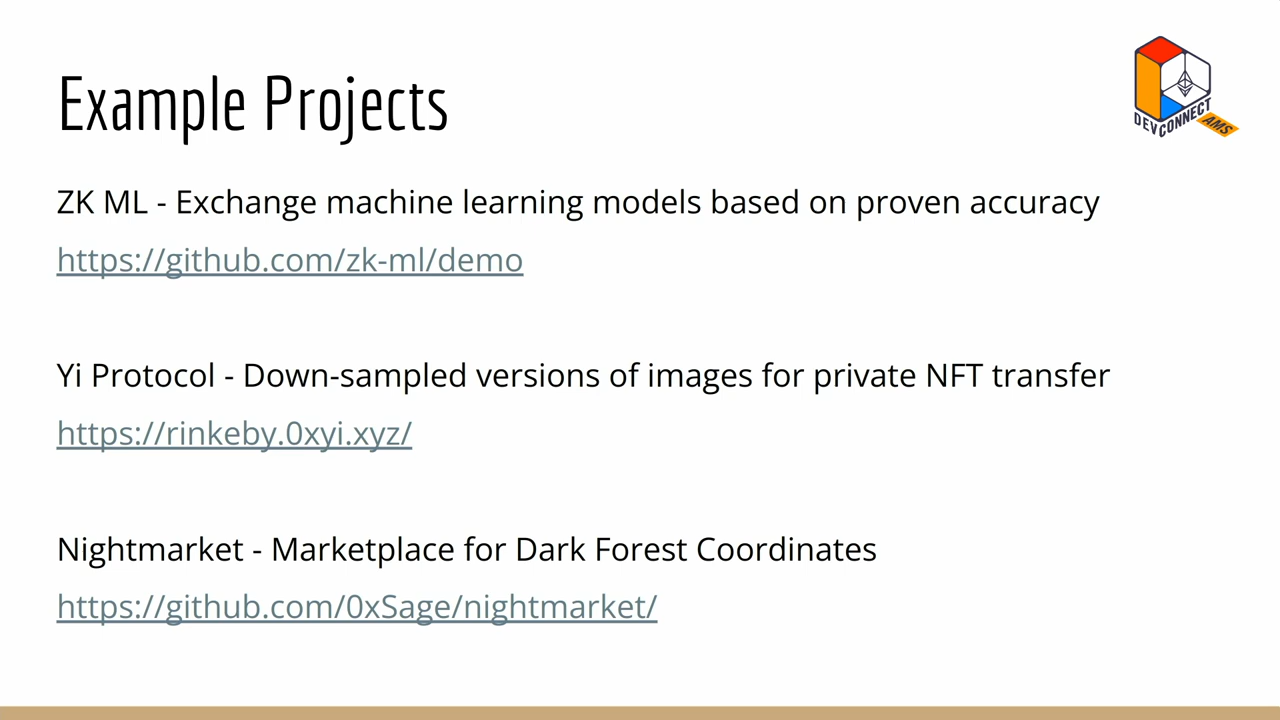 Example Projects
DEVCONNECT
AMS
ZK ML - Exchange machine learning models based on proven accuracy
https://github.com/zk-ml/demo
Yi Protocol - Down-sampled versions of images for private NFT transfer
https://rinkeby.0xyi.xyz/
Nightmarket - Marketplace for Dark Forest Coordinates
https://github.com/0xSage/nightmarket/